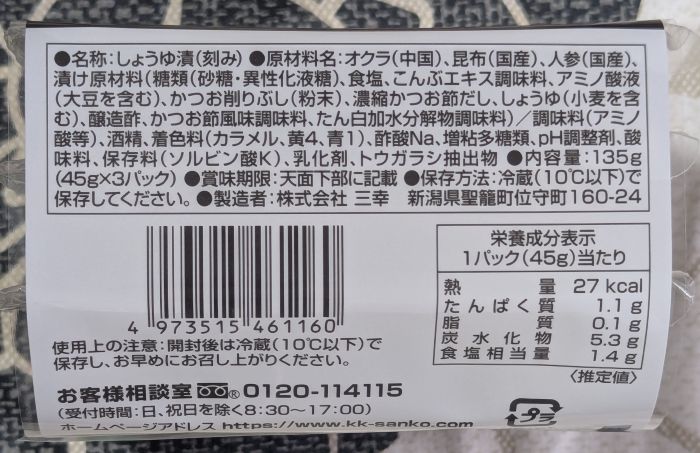 ●名称:しょうゆ漬(刻み) ●原材料名:オクラ(中国)、昆布(国産)、人参(国産)、
漬け原材料(糖類(砂糖・異性化液糖)、食塩、こんぶエキス調味料、アミノ酸液
(大豆を含む)、かつお削りぶし(粉末)、濃縮かつお節だし、しょうゆ(小麦を含
む)、醸造酢、かつお節風味調味料、たん白加水分解物調味料)/調味料(アミノ
酸等)、酒精、着色料(カラメル、黄4、青1)、酢酸Na、増粘多糖類、pH調整剤、酸
味料、保存料(ソルビン酸K)、乳化剤、トウガラシ抽出物 ●内容量:135g
(45g×3パック) ●賞味期限:天面下部に記載 ●保存方法:冷蔵(10℃以下)で
保存してください。 ●製造者:株式会社 三幸 新潟県聖籠町位守町160-24
4 973515 461160
使用上の注意:開封後は冷蔵(10℃以下)で
保存し、お早めにお召し上がりください。
お客様相談室 ® 0120-114115
(受付時間:日、祝日を除く8:30~17:00)
ホームページアドレス https://www.kk-sanko.com
栄養成分表示
1パック(45g)当たり
熱量 27 kcal
たんぱく質 1.1 g
脂質 0.1 g
炭水化物 5.3 g
食塩相当量 1.4 g
〈推定値〉
プラ